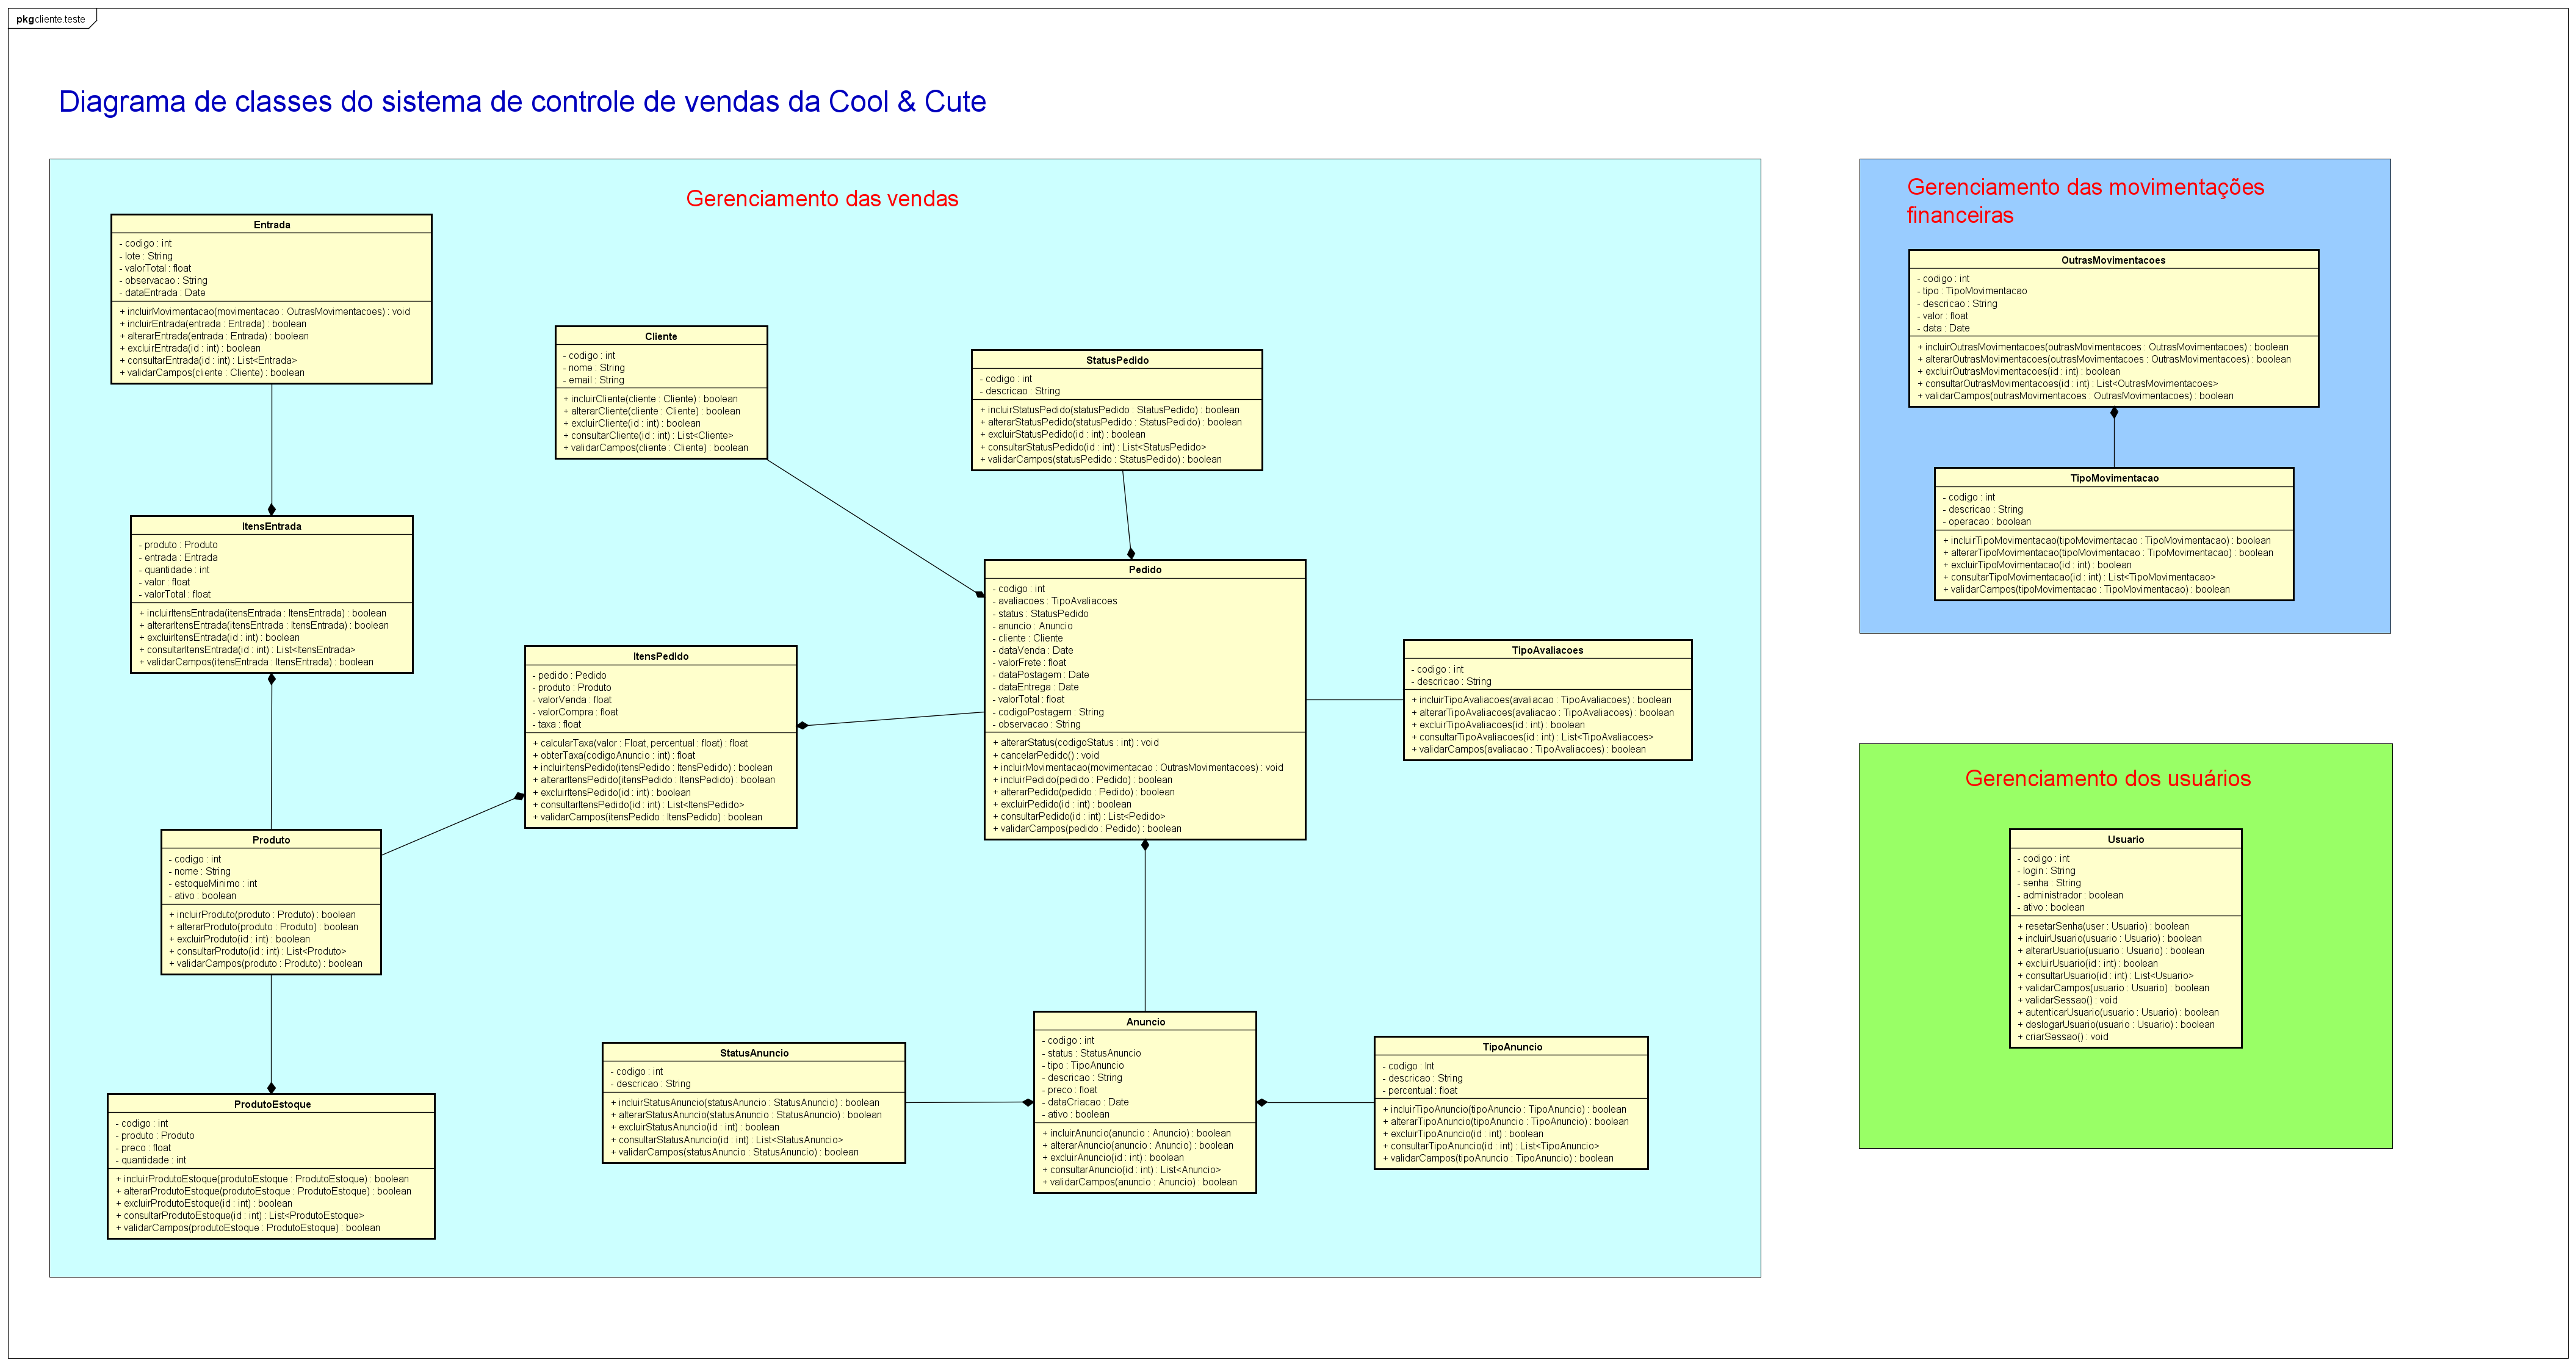 pkg cliente.teste
Diagrama de classes do sistema de controle de vendas da Cool & Cute
Gerenciamento das vendas
Entrada
- codigo : int
- lote : String
- valorTotal : float
- observacao : String
- dataEntrada : Date
+ incluirMovimentacao(movimentacao : OutrasMovimentacoes) : void
+ incluirEntrada(entrada : Entrada) : boolean
+ alterarEntrada(entrada : Entrada) : boolean
+ excluirEntrada(id : int) : boolean
+ consultarEntrada(id : int) : List<Entrada>
+ validarCampos(cliente : Cliente) : boolean
Cliente
- codigo : int
- nome : String
- email : String
+ incluirCliente(cliente : Cliente) : boolean
+ alterarCliente(cliente : Cliente) : boolean
+ excluirCliente(id : int) : boolean
+ consultarCliente(id : int) : List<Cliente>
+ validarCampos(cliente : Cliente) : boolean
StatusPedido
- codigo : int
- descricao : String
+ incluirStatusPedido(statusPedido : StatusPedido) : boolean
+ alterarStatusPedido(statusPedido : StatusPedido) : boolean
+ excluirStatusPedido(id : int) : boolean
+ consultarStatusPedido(id : int) : List<StatusPedido>
+ validarCampos(statusPedido : StatusPedido) : boolean
ItensEntrada
- produto : Produto
- entrada : Entrada
- quantidade : int
- valor : float
- valorTotal : float
+ incluirItensEntrada(itensEntrada : ItensEntrada) : boolean
+ alterarItensEntrada(itensEntrada : ItensEntrada) : boolean
+ excluirItensEntrada(id : int) : boolean
+ consultarItensEntrada(id : int) : List<ItensEntrada>
+ validarCampos(itensEntrada : ItensEntrada) : boolean
ItensPedido
- pedido : Pedido
- produto : Produto
- valorVenda : float
- valorCompra : float
- taxa : float
+ calcularTaxa(valor : Float, percentual : float) : float
+ obterTaxa(codigoAnuncio : int) : float
+ incluirItensPedido(itensPedido : ItensPedido) : boolean
+ alterarItensPedido(itensPedido : ItensPedido) : boolean
+ excluirItensPedido(id : int) : boolean
+ consultarItensPedido(id : int) : List<ItensPedido>
+ validarCampos(itensPedido : ItensPedido) : boolean
Pedido
- codigo : int
- avaliacoes : TipoAvaliacoes
- status : StatusPedido
- anuncio : Anuncio
- cliente : Cliente
- dataVenda : Date
- valorFrete : float
- dataPostagem : Date
- dataEntrega : Date
- valorTotal : float
- codigoPostagem : String
- observacao : String
+ alterarStatus(codigoStatus : int) : void
+ cancelarPedido() : void
+ incluirMovimentacao(movimentacao : OutrasMovimentacoes) : void
+ incluirPedido(pedido : Pedido) : boolean
+ alterarPedido(pedido : Pedido) : boolean
+ excluirPedido(id : int) : boolean
+ consultarPedido(id : int) : List<Pedido>
+ validarCampos(pedido : Pedido) : boolean
TipoAvaliacoes
- codigo : int
- descricao : String
+ incluirTipoAvaliacoes(avaliacao : TipoAvaliacoes) : boolean
+ alterarTipoAvaliacoes(avaliacao : TipoAvaliacoes) : boolean
+ excluirTipoAvaliacoes(id : int) : boolean
+ consultarTipoAvaliacoes(id : int) : List<TipoAvaliacoes>
+ validarCampos(avaliacao : TipoAvaliacoes) : boolean
Produto
- codigo : int
- nome : String
- estoqueMinimo : int
- ativo : boolean
+ incluirProduto(produto : Produto) : boolean
+ alterarProduto(produto : Produto) : boolean
+ excluirProduto(id : int) : boolean
+ consultarProduto(id : int) : List<Produto>
+ validarCampos(produto : Produto) : boolean
ProdutoEstoque
- codigo : int
- produto : Produto
- preco : float
- quantidade : int
+ incluirProdutoEstoque(produtoEstoque : ProdutoEstoque) : boolean
+ alterarProdutoEstoque(produtoEstoque : ProdutoEstoque) : boolean
+ excluirProdutoEstoque(id : int) : boolean
+ consultarProdutoEstoque(id : int) : List<ProdutoEstoque>
+ validarCampos(produtoEstoque : ProdutoEstoque) : boolean
StatusAnuncio
- codigo : int
- descricao : String
+ incluirStatusAnuncio(statusAnuncio : StatusAnuncio) : boolean
+ alterarStatusAnuncio(statusAnuncio : StatusAnuncio) : boolean
+ excluirStatusAnuncio(id : int) : boolean
+ consultarStatusAnuncio(id : int) : List<StatusAnuncio>
+ validarCampos(statusAnuncio : StatusAnuncio) : boolean
Anuncio
- codigo : int
- status : StatusAnuncio
- tipo : TipoAnuncio
- descricao : String
- preco : float
- dataCriacao : Date
- ativo : boolean
+ incluirAnuncio(anuncio : Anuncio) : boolean
+ alterarAnuncio(anuncio : Anuncio) : boolean
+ excluirAnuncio(id : int) : boolean
+ consultarAnuncio(id : int) : List<Anuncio>
+ validarCampos(anuncio : Anuncio) : boolean
TipoAnuncio
- codigo : Int
- descricao : String
- percentual : float
+ incluirTipoAnuncio(tipoAnuncio : TipoAnuncio) : boolean
+ alterarTipoAnuncio(tipoAnuncio : TipoAnuncio) : boolean
+ excluirTipoAnuncio(id : int) : boolean
+ consultarTipoAnuncio(id : int) : List<TipoAnuncio>
+ validarCampos(tipoAnuncio : TipoAnuncio) : boolean
Gerenciamento das movimentações
financeiras
OutrasMovimentacoes
- codigo : int
- tipo : TipoMovimentacao
- descricao : String
- valor : float
- data : Date
+ incluirOutrasMovimentacoes(outrasMovimentacoes : OutrasMovimentacoes) : boolean
+ alterarOutrasMovimentacoes(outrasMovimentacoes : OutrasMovimentacoes) : boolean
+ excluirOutrasMovimentacoes(id : int) : boolean
+ consultarOutrasMovimentacoes(id : int) : List<OutrasMovimentacoes>
+ validarCampos(outrasMovimentacoes : OutrasMovimentacoes) : boolean
TipoMovimentacao
- codigo : int
- descricao : String
- operacao : boolean
+ incluirTipoMovimentacao(tipoMovimentacao : TipoMovimentacao) : boolean
+ alterarTipoMovimentacao(tipoMovimentacao : TipoMovimentacao) : boolean
+ excluirTipoMovimentacao(id : int) : boolean
+ consultarTipoMovimentacao(id : int) : List<TipoMovimentacao>
+ validarCampos(tipoMovimentacao : TipoMovimentacao) : boolean
Gerenciamento dos usuários
Usuario
- codigo : int
- login : String
- senha : String
- administrador : boolean
- ativo : boolean
+ resetarSenha(user : Usuario) : boolean
+ incluirUsuario(usuario : Usuario) : boolean
+ alterarUsuario(usuario : Usuario) : boolean
+ excluirUsuario(id : int) : boolean
+ consultarUsuario(id : int) : List<Usuario>
+ validarCampos(usuario : Usuario) : boolean
+ validarSessao() : void
+ autenticarUsuario(usuario : Usuario) : boolean
+ deslogarUsuario(usuario : Usuario) : boolean
+ criarSessao() : void